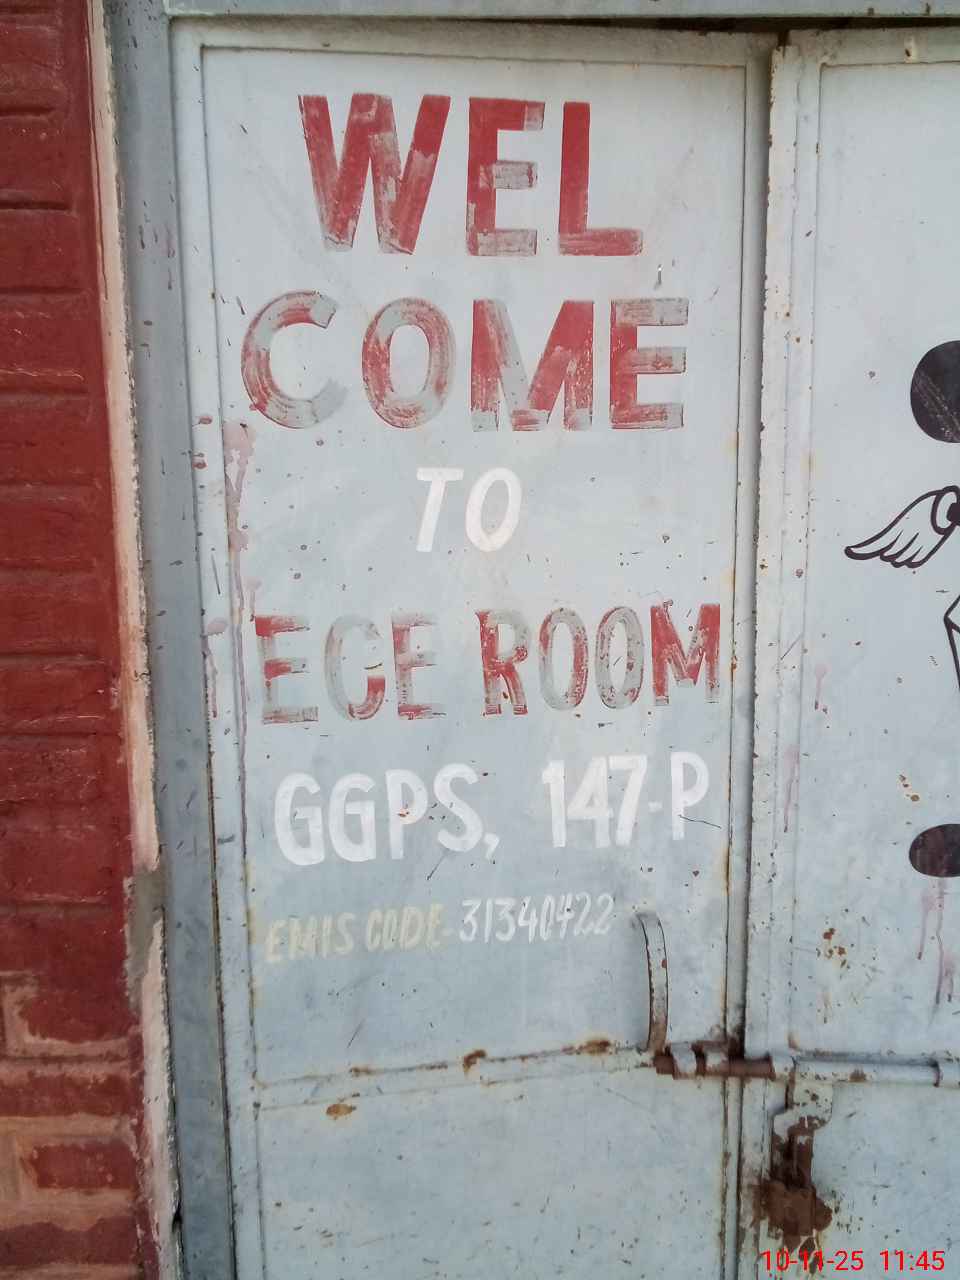 WEL
COME
TO
ECE ROOM
GGPS, 147-P
EMIS CODE-31340422
10-11-25 11:45